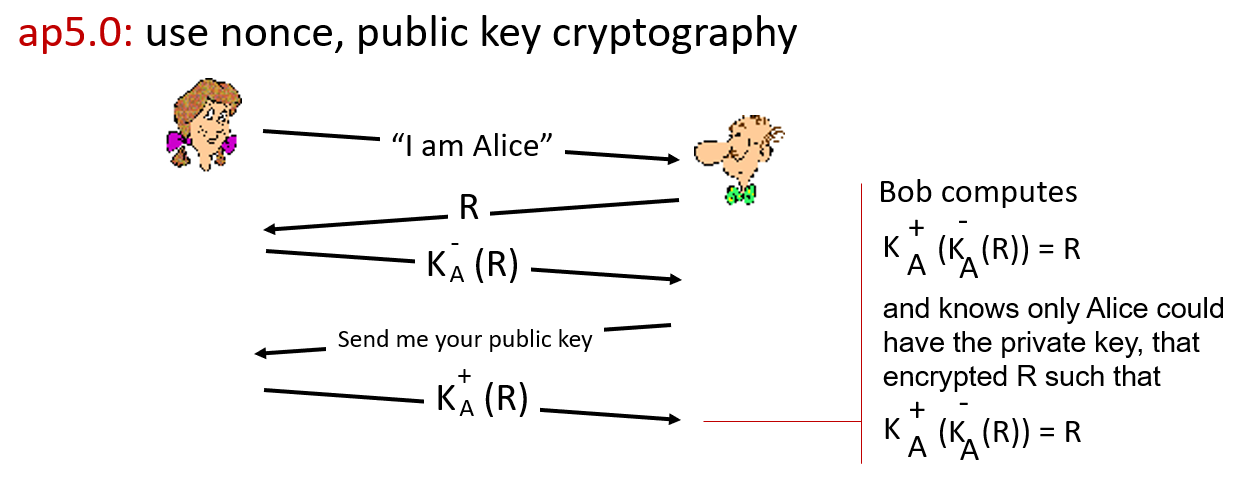 ap5.0: use nonce, public key cryptography
“I am Alice”
R
K_A^- (R)
Send me your public key
K_A^+ (R)
Bob computes
K_A^+ (K_A^-(R)) = R
and knows only Alice could
have the private key, that
encrypted R such that
K_A^+ (K_A^-(R)) = R